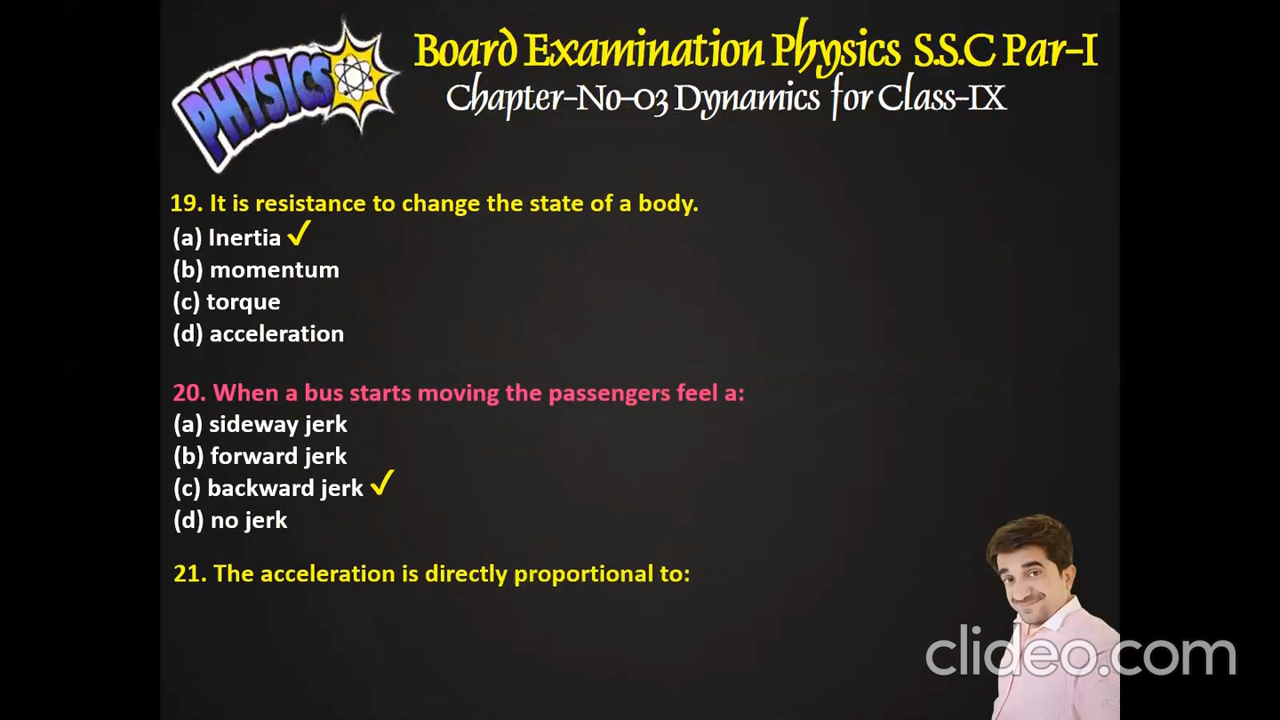 PHYSICS
Board Examination Physics S.S.C Par-I
Chapter-No-03 Dynamics for Class-IX
19. It is resistance to change the state of a body.
(a) Inertia ✓
(b) momentum
(c) torque
(d) acceleration
20. When a bus starts moving the passengers feel a:
(a) sideway jerk
(b) forward jerk
(c) backward jerk ✓
(d) no jerk
21. The acceleration is directly proportional to:
clideo.com